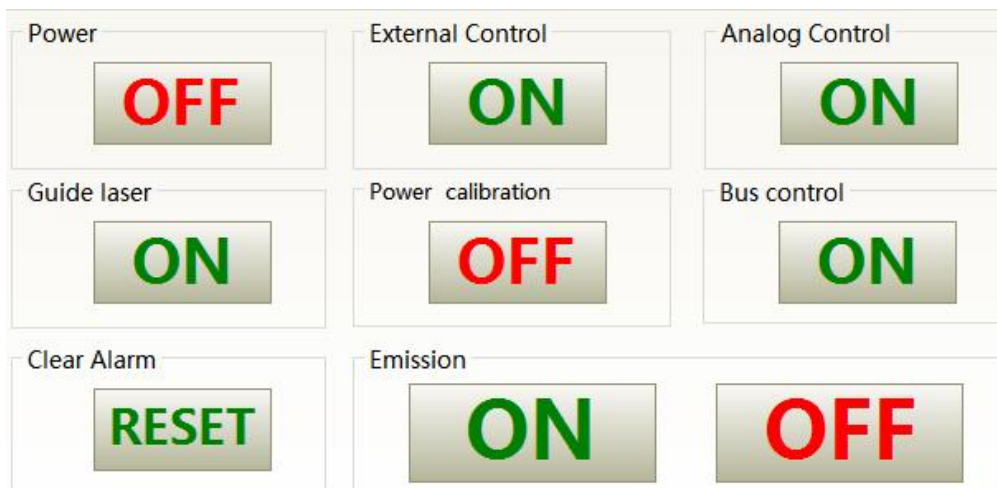 Power External Control Analog Control
OFF ON ON
Guide laser Power calibration Bus control
ON OFF ON
Clear Alarm Emission
RESET ON OFF